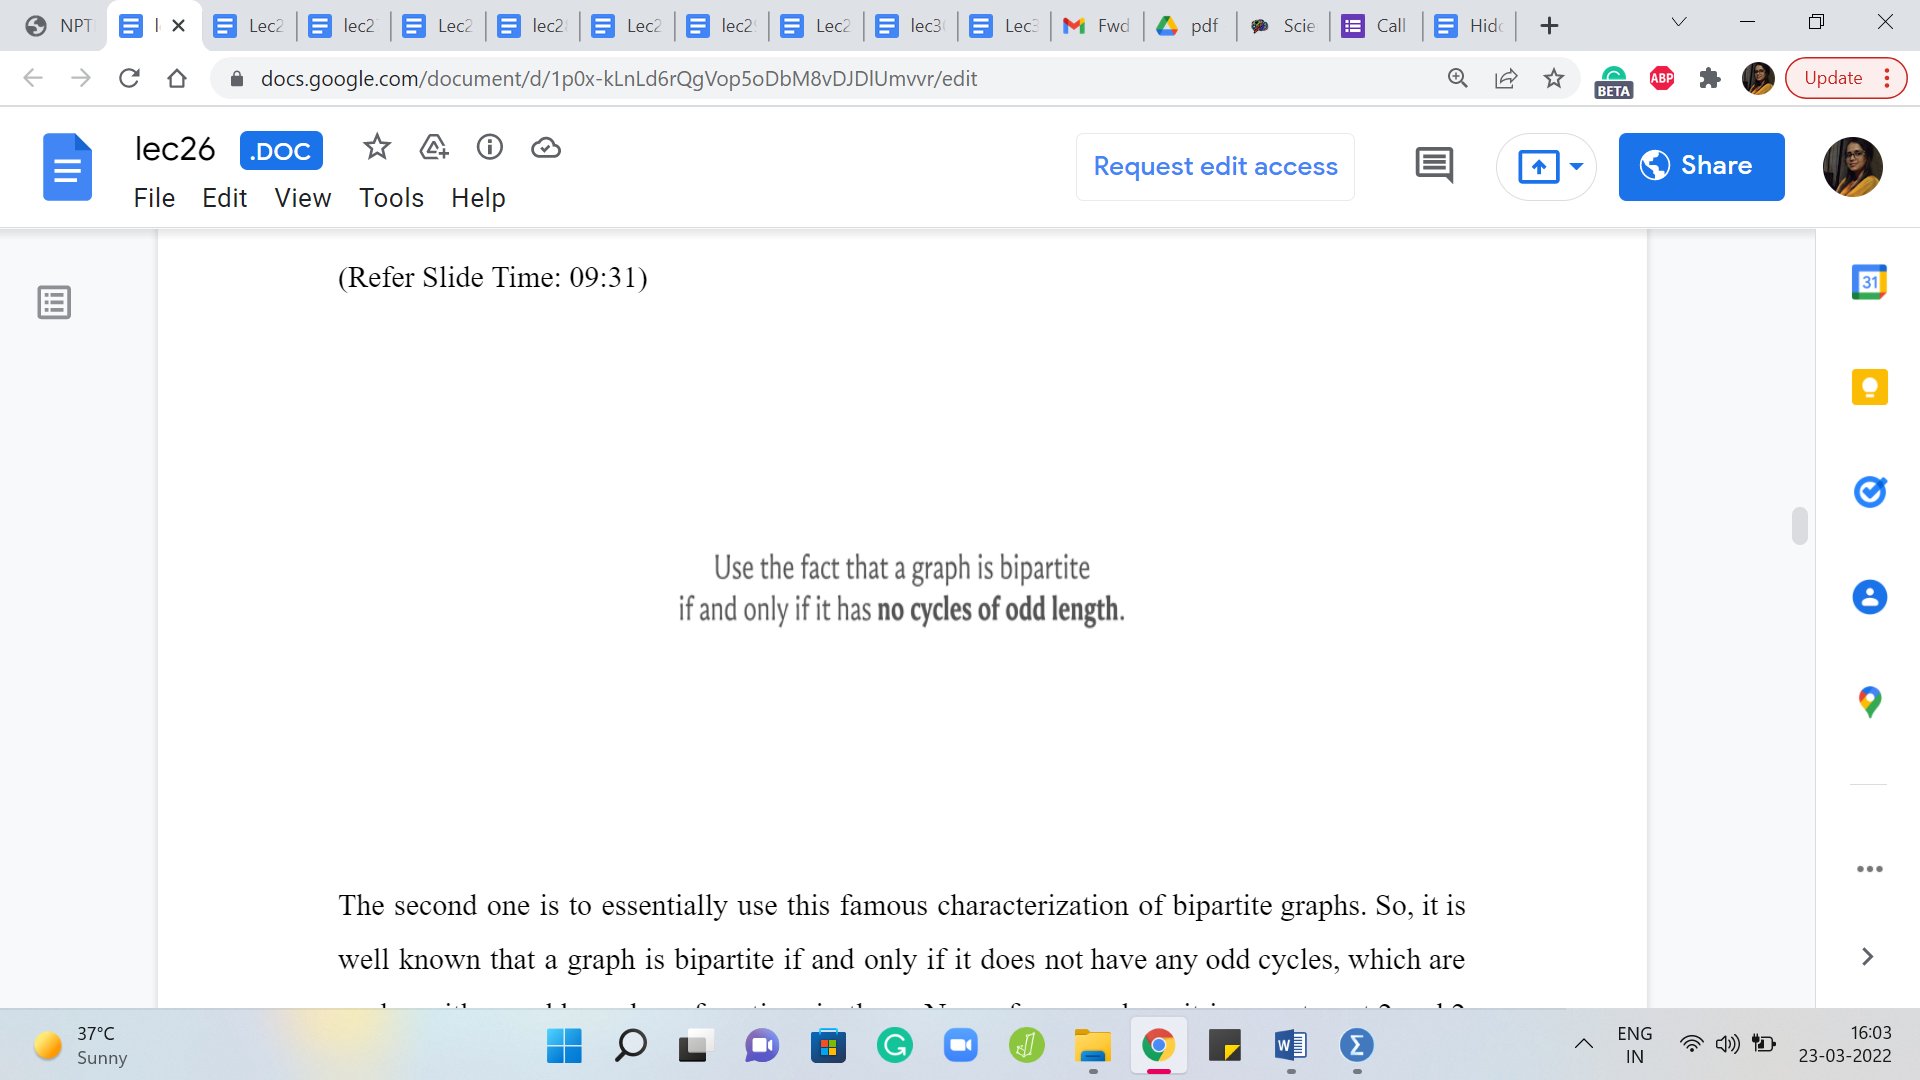 NPT
Lec2
lec2
Lec2
lec2
Lec2
lec2
Lec2
lec3
Lec3
Fwd
pdf
Scie
Call
Hid
docs.google.com/document/d/1p0x-kLnLd6rQgVop5oDbM8vDJDlUmvvr/edit
BETA
ABP
Update
lec26 .DOC
File Edit View Tools Help
Request edit access
Share
31
(Refer Slide Time: 09:31)
Use the fact that a graph is bipartite
if and only if it has no cycles of odd length.
The second one is to essentially use this famous characterization of bipartite graphs. So, it is
well known that a graph is bipartite if and only if it does not have any odd cycles, which are
37°C
Sunny
ENG
IN
16:03
23-03-2022